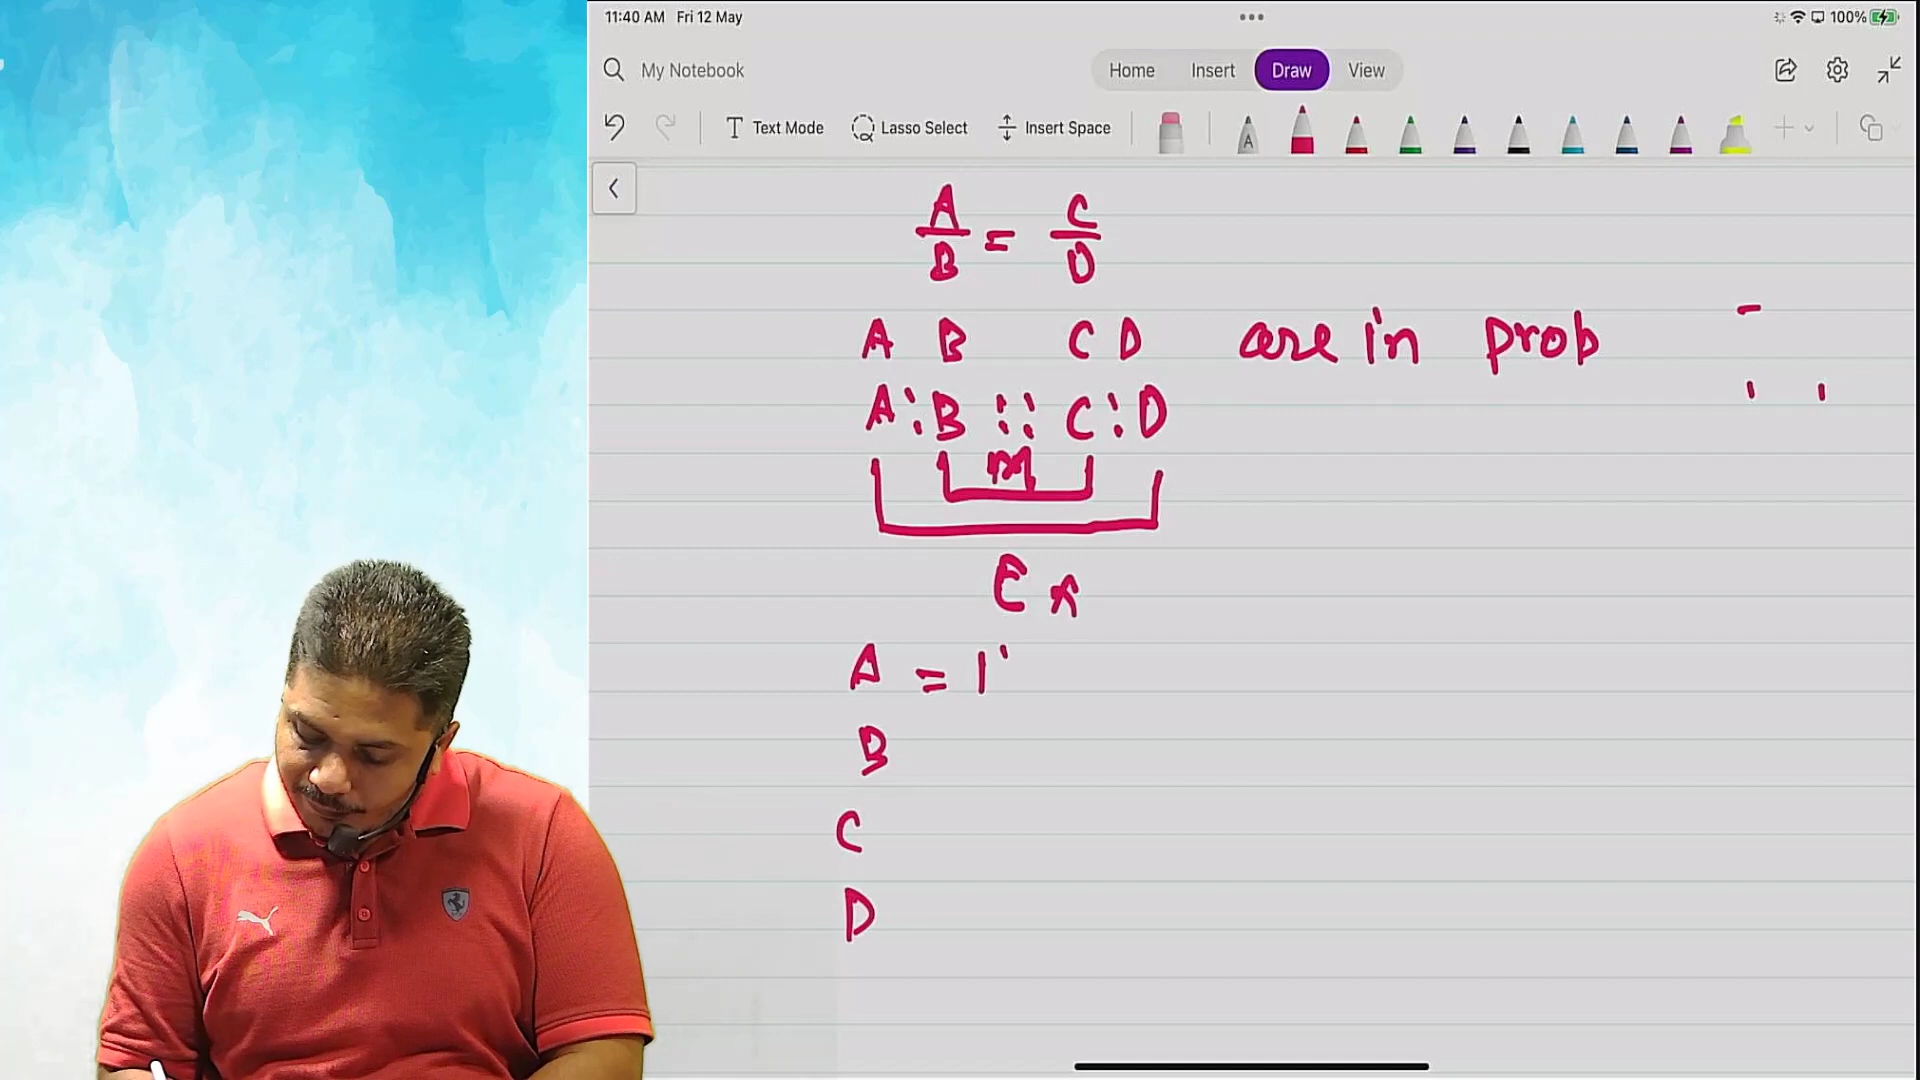 11:40 AM Fri 12 May
100%
My Notebook
Home Insert Draw View
Text Mode Lasso Select Insert Space
A
A/B = C/D
A B C D are in prop
A : B :: C : D
m
Ex
A = 1'
B
C
D